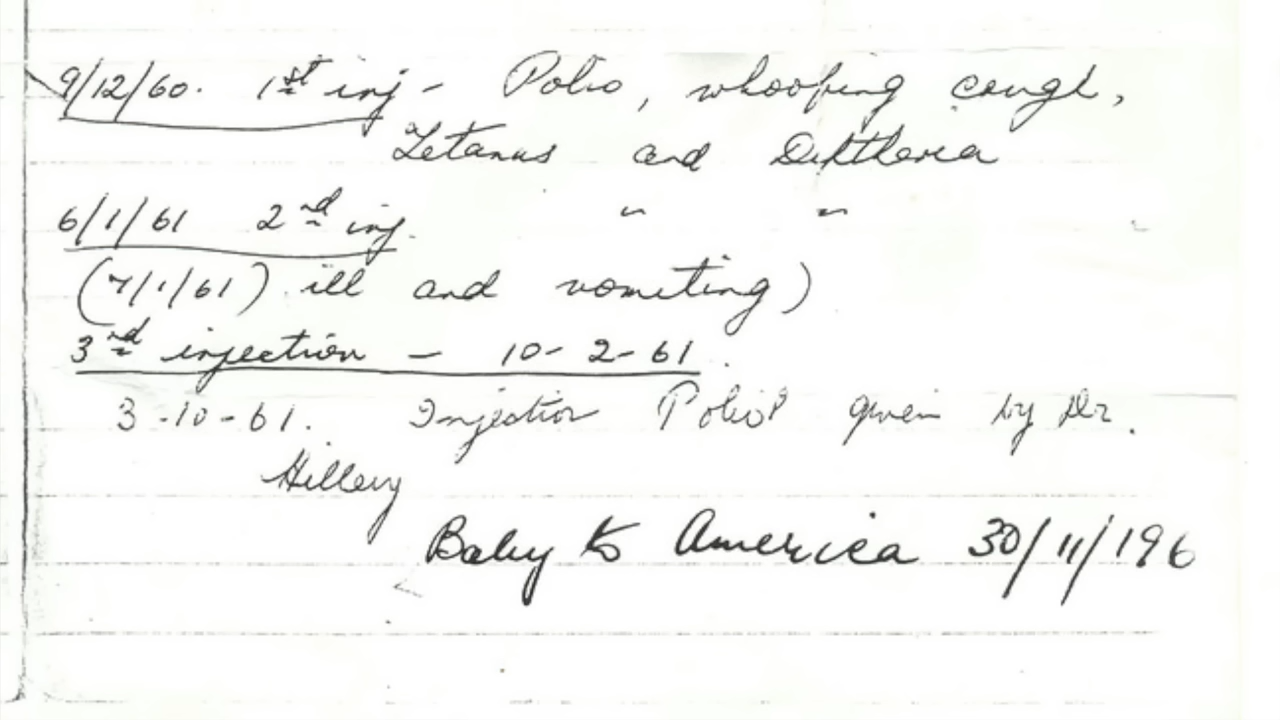 9/12/60. 1st inj - Polio, whooping cough,
Tetanus and Diptheria
6/1/61 2nd inj. " "
(7/1/61) ill and vomiting)
3rd injection - 10-2-61.
3-10-61. Injection Polio given by Dr.
Hillery
Baby to America 30/11/196